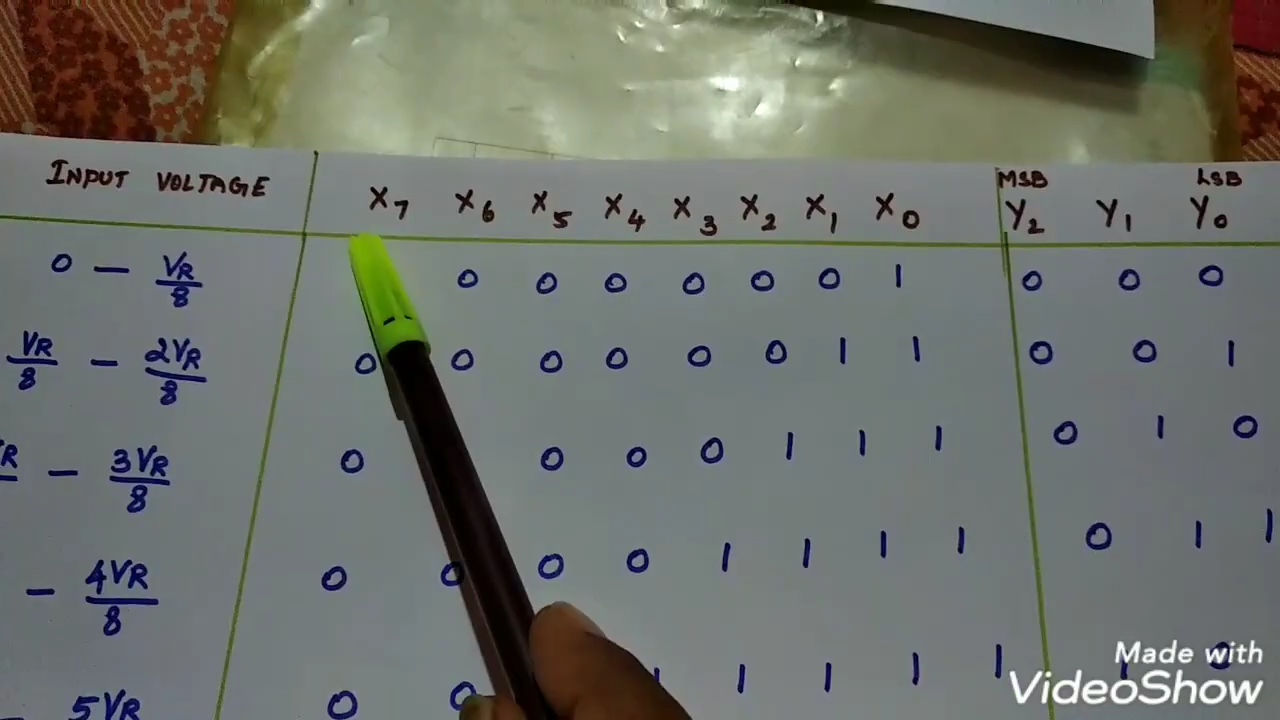 INPUT VOLTAGE X7 X6 X5 X4 X3 X2 X1 X0 MSB Y2 Y1 LSB Y0
0 - VR/8 0 0 0 0 0 0 1 0 0 0
VR/8 - 2VR/8 0 0 0 0 0 0 1 1 0 0 1
- 3VR/8 0 0 0 0 1 1 1 0 1 0
- 4VR/8 0 0 0 0 1 1 1 1 0 1 1
- 5VR 0 0 1 1 1 1 1 0
Made with
VideoShow